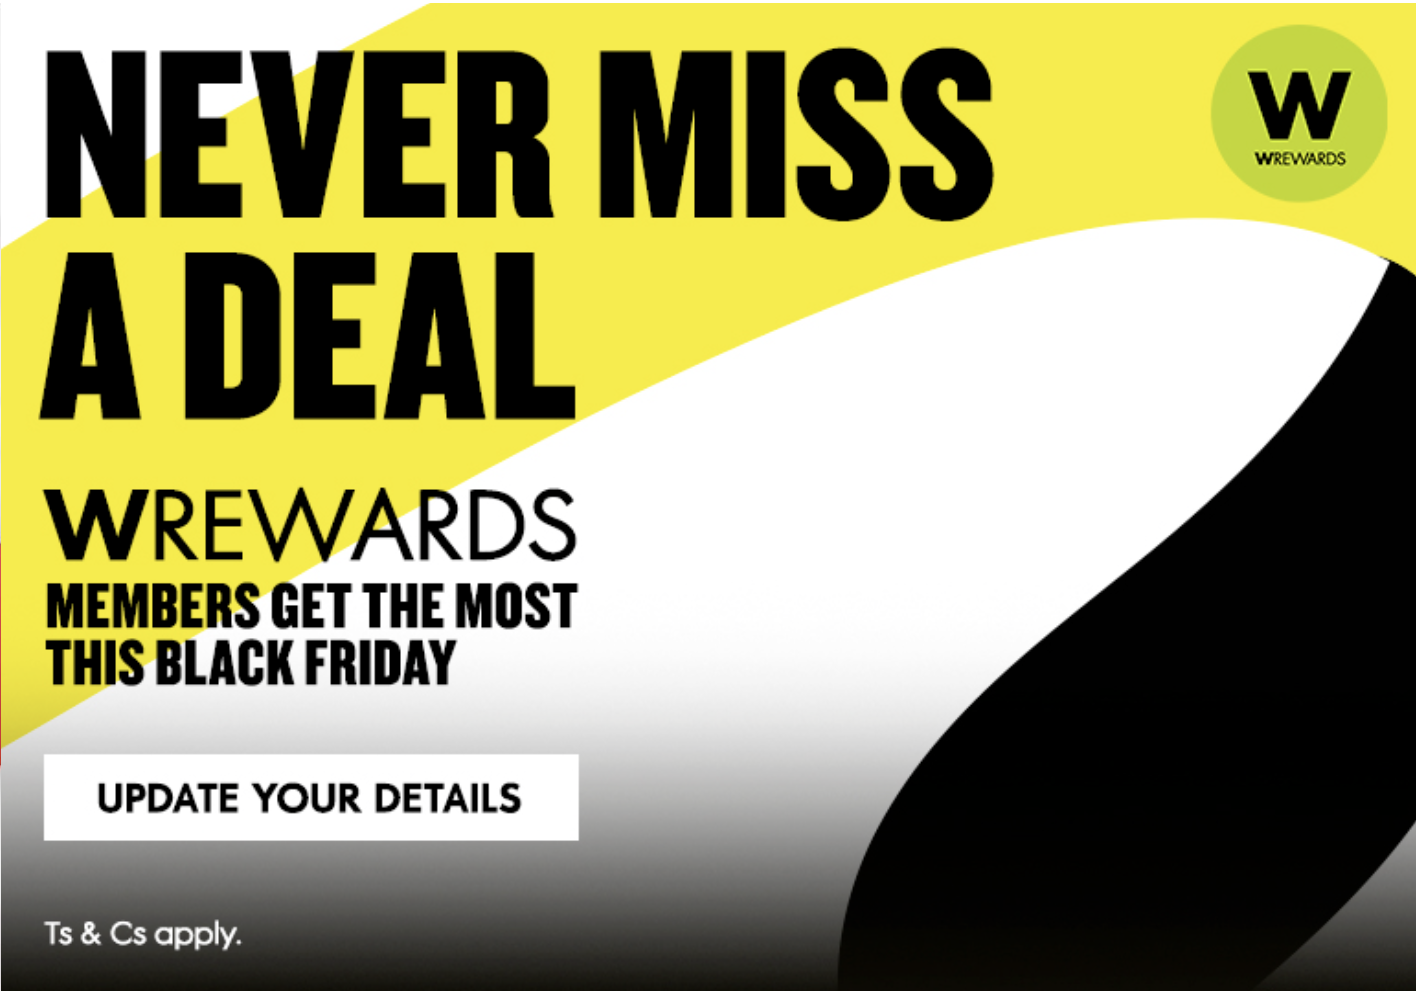 NEVER MISS
A DEAL
W
WREWARDS
WREWARDS
MEMBERS GET THE MOST
THIS BLACK FRIDAY
UPDATE YOUR DETAILS
Ts & Cs apply.